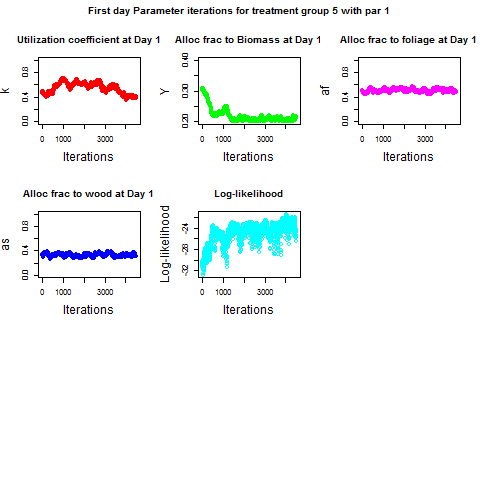 First day Parameter iterations for treatment group 5 with par 1
Utilization coefficient at Day 1
Alloc frac to Biomass at Day 1
Alloc frac to foliage at Day 1
k
0.0 0.4 0.8
0 1000 3000
Iterations
Y
0.20 0.30 0.40
0 1000 3000
Iterations
af
0.0 0.4 0.8
0 1000 3000
Iterations
Alloc frac to wood at Day 1
Log-likelihood
as
0.0 0.4 0.8
0 1000 3000
Iterations
Log-likelihood
-32 -28 -24
0 1000 3000
Iterations